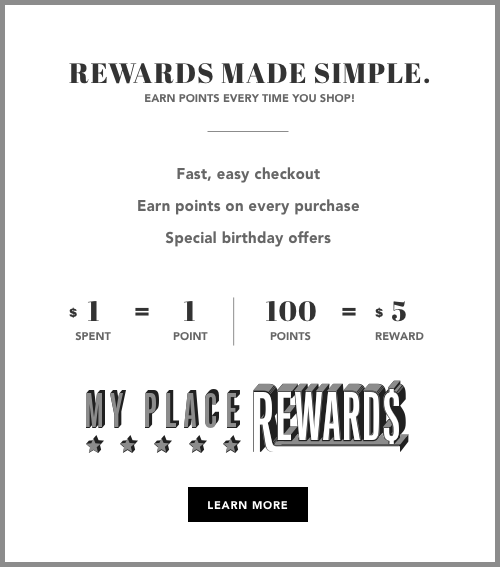 REWARDS MADE SIMPLE.
EARN POINTS EVERY TIME YOU SHOP!
Fast, easy checkout
Earn points on every purchase
Special birthday offers
$ 1 = 1 100 = $ 5
SPENT POINT POINTS REWARD
MY PLACE REWARD$
LEARN MORE